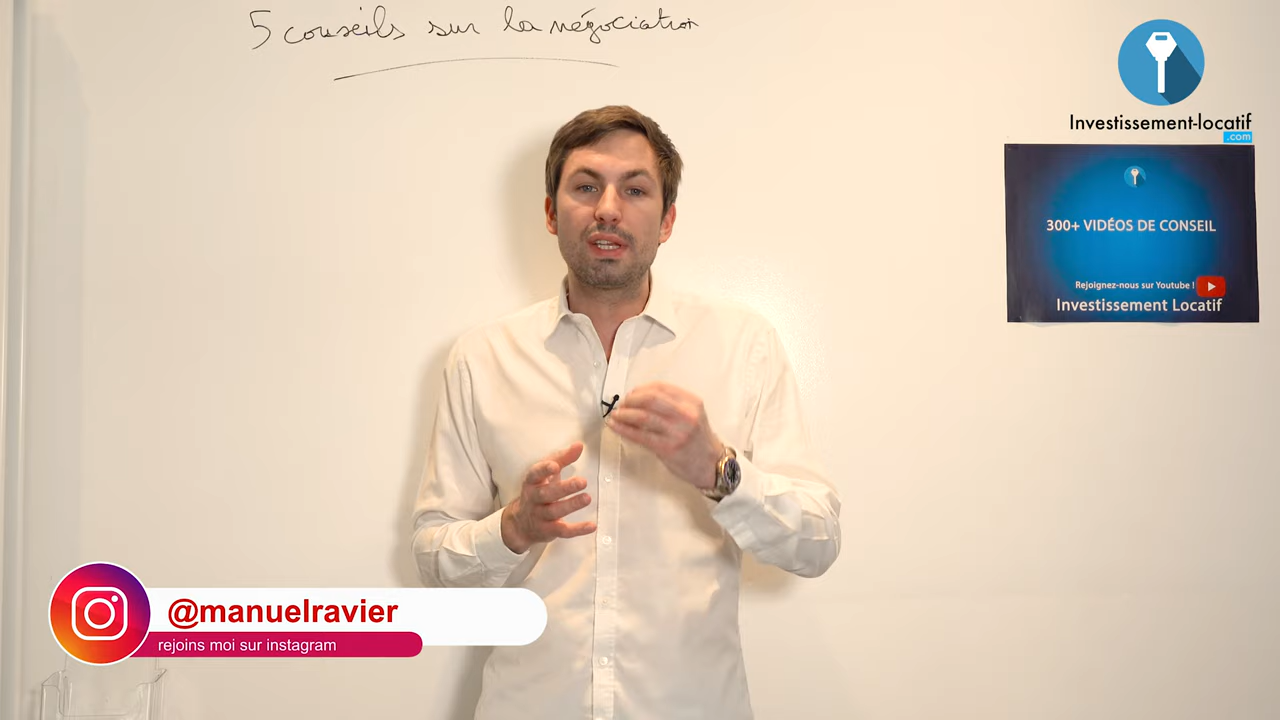 5 conseils sur la négociation
Investissement-locatif
.com
300+ VIDÉOS DE CONSEIL
Rejoignez-nous sur Youtube !
Investissement Locatif
@manuelravier
rejoins moi sur instagram